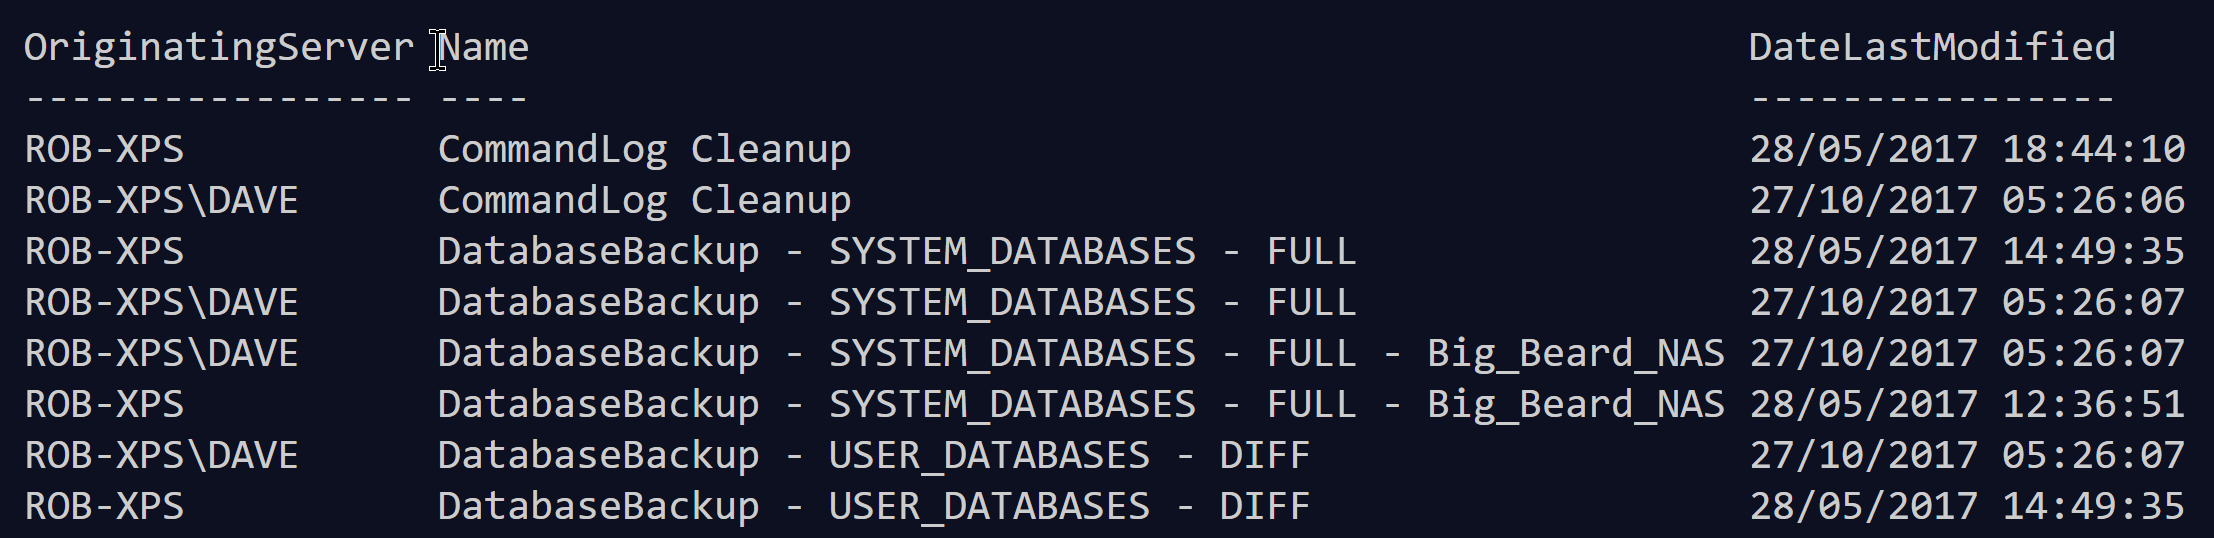 OriginatingServer Name                                                     DateLastModified
----------------- ----                                                     ----------------
ROB-XPS           CommandLog Cleanup                                       28/05/2017 18:44:10
ROB-XPS\DAVE      CommandLog Cleanup                                       27/10/2017 05:26:06
ROB-XPS           DatabaseBackup - SYSTEM_DATABASES - FULL                 28/05/2017 14:49:35
ROB-XPS\DAVE      DatabaseBackup - SYSTEM_DATABASES - FULL                 27/10/2017 05:26:07
ROB-XPS\DAVE      DatabaseBackup - SYSTEM_DATABASES - FULL - Big_Beard_NAS 27/10/2017 05:26:07
ROB-XPS           DatabaseBackup - SYSTEM_DATABASES - FULL - Big_Beard_NAS 28/05/2017 12:36:51
ROB-XPS\DAVE      DatabaseBackup - USER_DATABASES - DIFF                   27/10/2017 05:26:07
ROB-XPS           DatabaseBackup - USER_DATABASES - DIFF                   28/05/2017 14:49:35